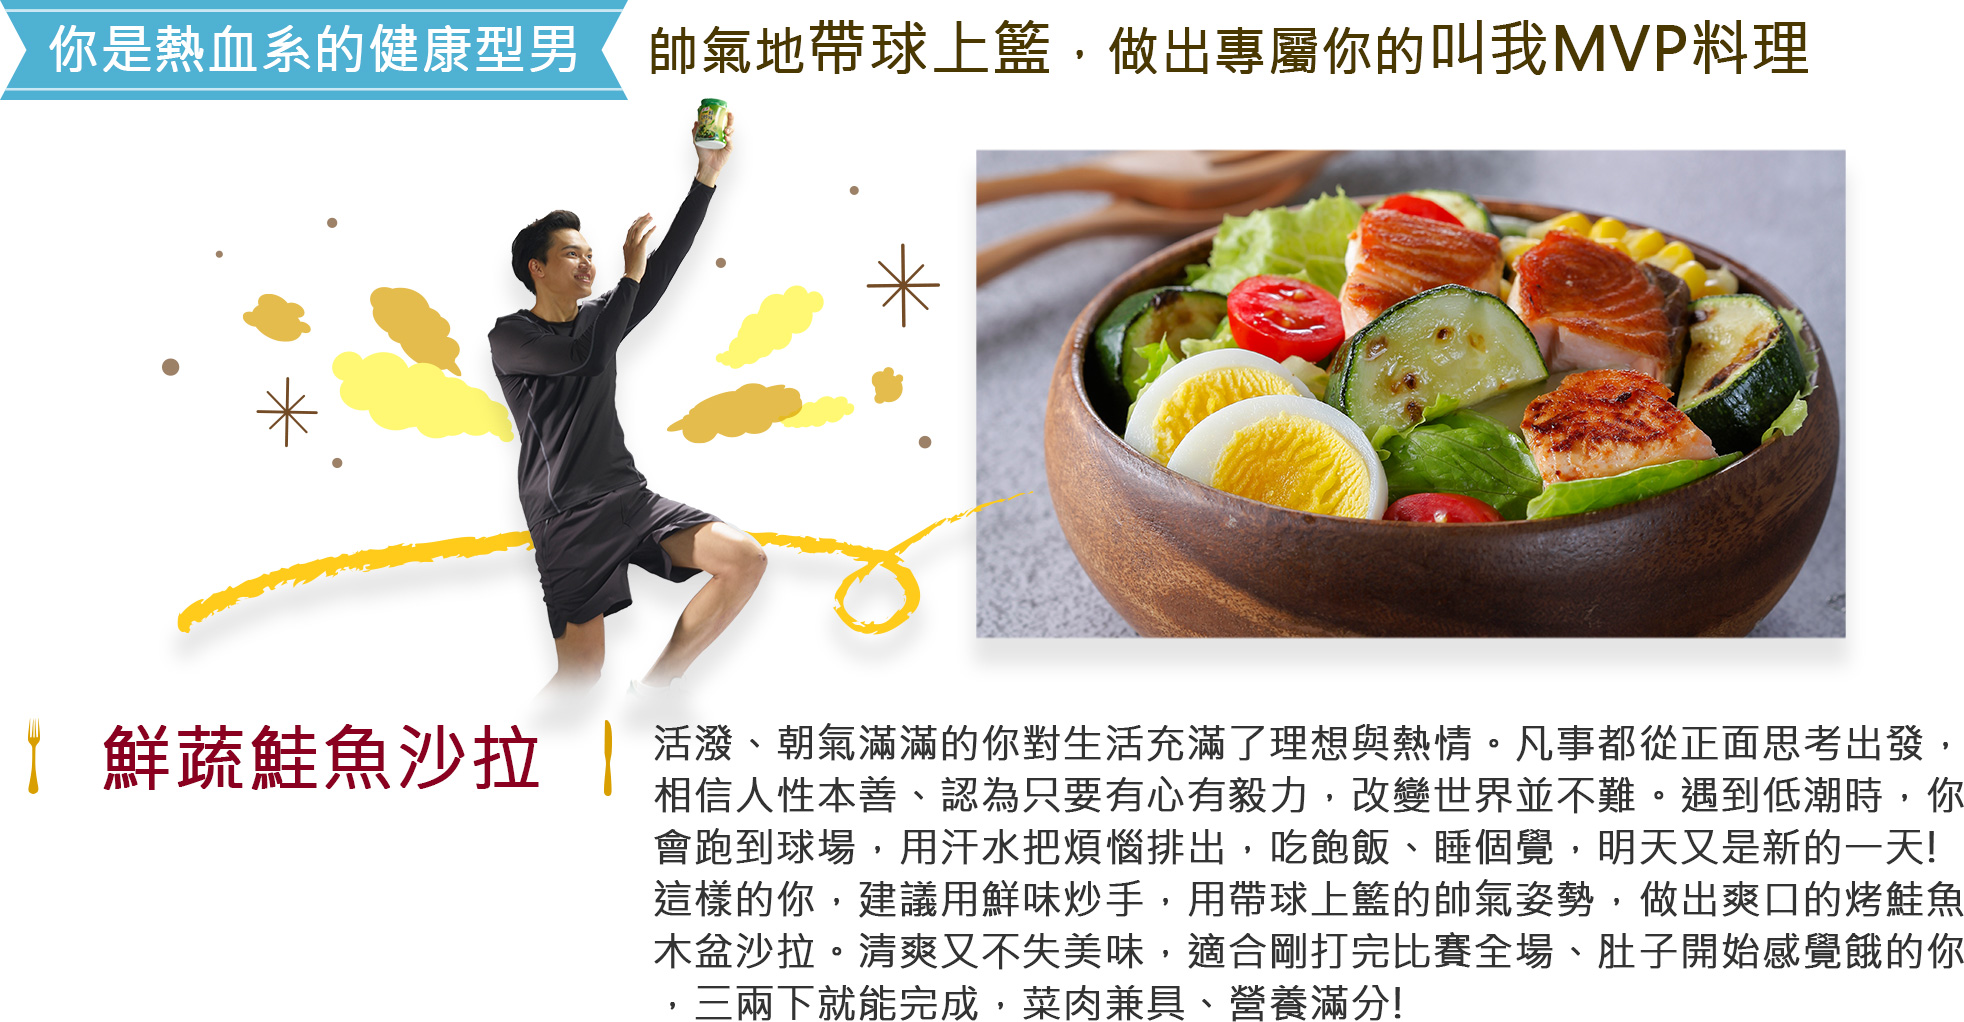 你是熱血系的健康型男
帥氣地帶球上籃，做出專屬你的叫我MVP料理
鮮蔬鮭魚沙拉
活潑、朝氣滿滿的你對生活充滿了理想與熱情。凡事都從正面思考出發，
相信人性本善、認為只要有心有毅力，改變世界並不難。遇到低潮時，你
會跑到球場，用汗水把煩惱排出，吃飽飯、睡個覺，明天又是新的一天!
這樣的你，建議用鮮味炒手，用帶球上籃的帥氣姿勢，做出爽口的烤鮭魚
木盆沙拉。清爽又不失美味，適合剛打完比賽全場、肚子開始感覺餓的你
，三兩下就能完成，菜肉兼具、營養滿分!